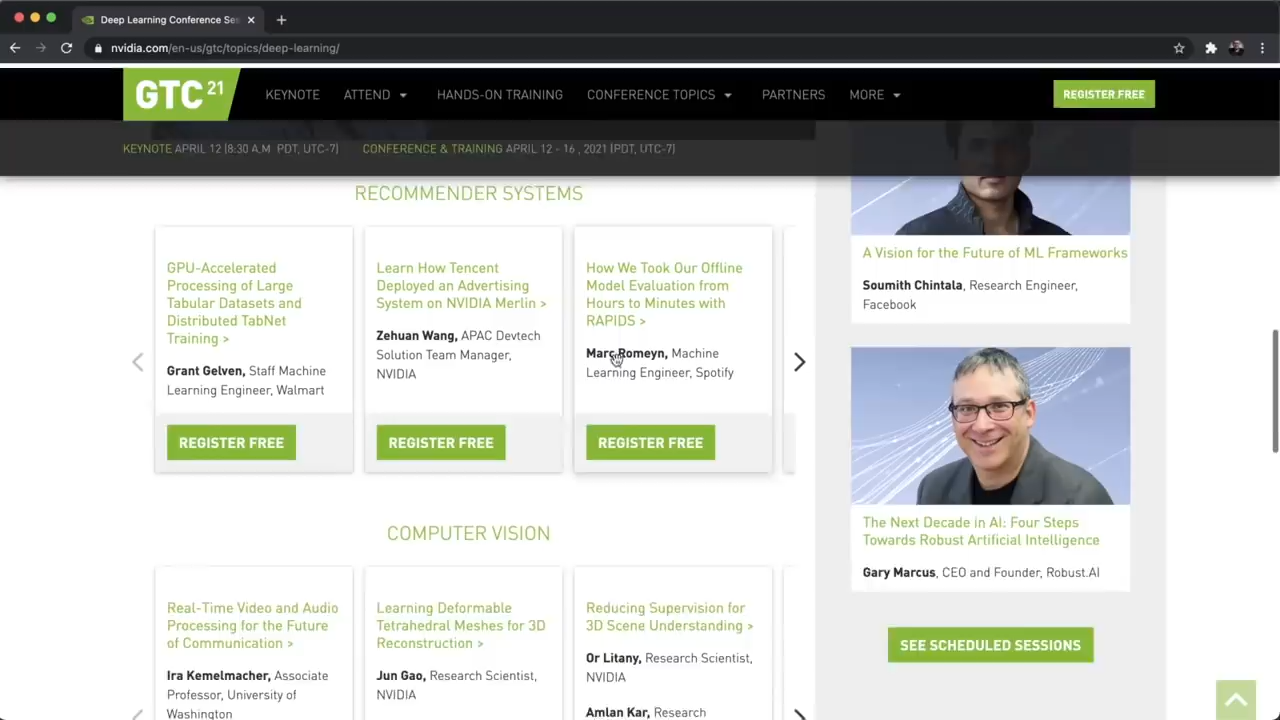 Deep Learning Conference Ses
nvidia.com/en-us/gtc/topics/deep-learning/
GTC 21
KEYNOTE
ATTEND
HANDS-ON TRAINING
CONFERENCE TOPICS
PARTNERS
MORE
REGISTER FREE
KEYNOTE APRIL 12 (8:30 A.M PDT, UTC-7)
CONFERENCE & TRAINING APRIL 12 - 16 , 2021 (PDT, UTC-7)
RECOMMENDER SYSTEMS
GPU-Accelerated
Processing of Large
Tabular Datasets and
Distributed TabNet
Training >
Grant Gelven, Staff Machine
Learning Engineer, Walmart
REGISTER FREE
Learn How Tencent
Deployed an Advertising
System on NVIDIA Merlin >
Zehuan Wang, APAC Devtech
Solution Team Manager,
NVIDIA
REGISTER FREE
How We Took Our Offline
Model Evaluation from
Hours to Minutes with
RAPIDS >
Marc Romeyn, Machine
Learning Engineer, Spotify
REGISTER FREE
COMPUTER VISION
Real-Time Video and Audio
Processing for the Future
of Communication >
Ira Kemelmacher, Associate
Professor, University of
Washington
Learning Deformable
Tetrahedral Meshes for 3D
Reconstruction >
Jun Gao, Research Scientist,
NVIDIA
Reducing Supervision for
3D Scene Understanding >
Or Litany, Research Scientist,
NVIDIA
Amlan Kar, Research
A Vision for the Future of ML Frameworks
Soumith Chintala, Research Engineer,
Facebook
The Next Decade in AI: Four Steps
Towards Robust Artificial Intelligence
Gary Marcus, CEO and Founder, Robust.AI
SEE SCHEDULED SESSIONS